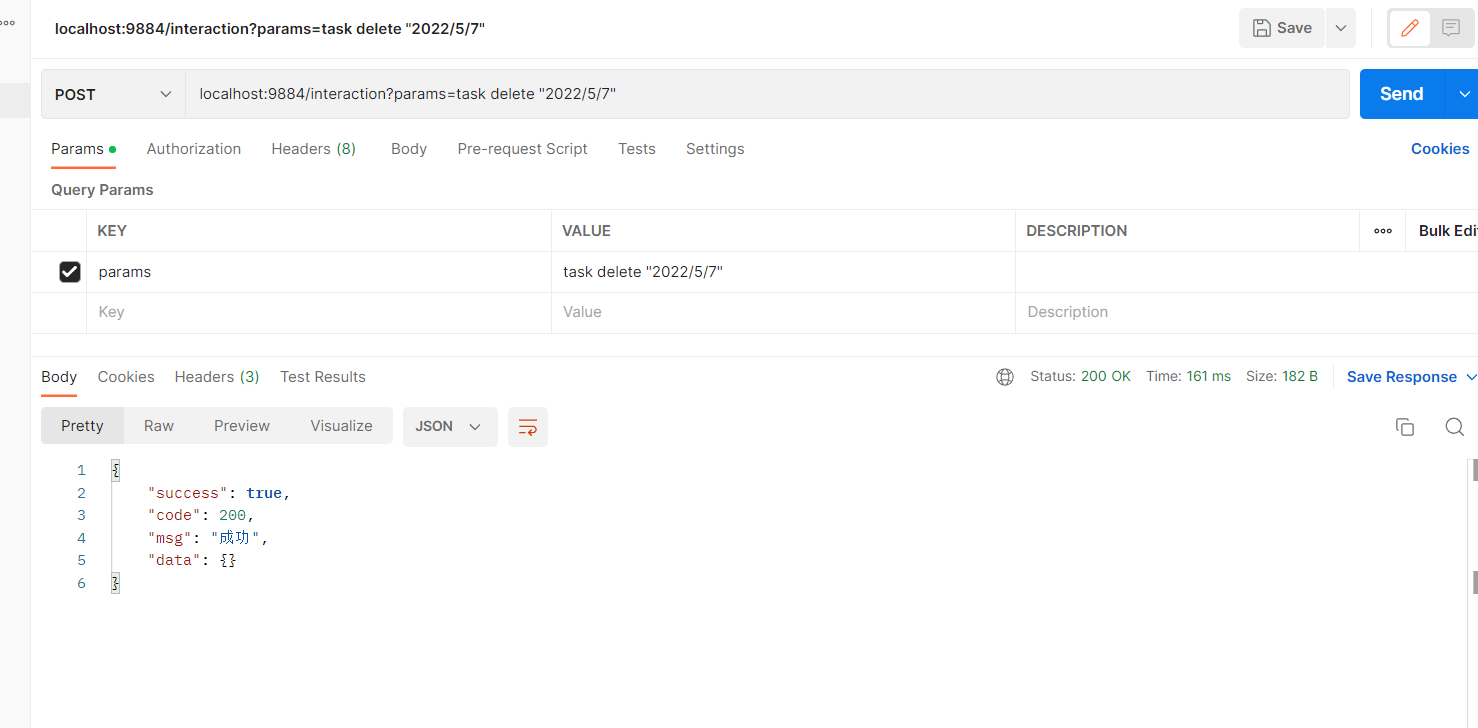 localhost:9884/interaction?params=task delete "2022/5/7"
Save
POST
localhost:9884/interaction?params=task delete "2022/5/7"
Send
Params Authorization Headers (8) Body Pre-request Script Tests Settings Cookies
Query Params
KEY VALUE DESCRIPTION Bulk Edi
params task delete "2022/5/7"
Key Value Description
Body Cookies Headers (3) Test Results Status: 200 OK Time: 161 ms Size: 182 B Save Response
Pretty Raw Preview Visualize JSON
1 {
2 "success": true,
3 "code": 200,
4 "msg": "成功",
5 "data": {}
6 }